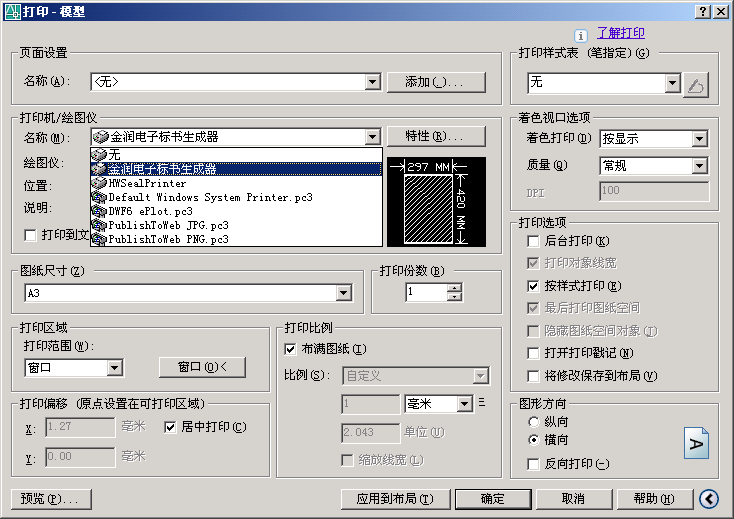 打印 - 模型
了解打印
页面设置
名称(A):
<无>
添加(.)...
打印样式表 (笔指定)(G)
无
打印机/绘图仪
名称(M):
金润电子标书生成器
特性(R)...
无
金润电子标书生成器
HWSealPrinter
Default Windows System Printer.pc3
DWF6 ePlot.pc3
PublishToWeb JPG.pc3
PublishToWeb PNG.pc3
绘图仪:
位置:
说明:
打印到文
297 MM
420 MM
着色视口选项
着色打印(D)
按显示
质量(Q)
常规
DPI
100
图纸尺寸(Z)
A3
打印份数(B)
1
打印选项
后台打印(K)
打印对象线宽
按样式打印(E)
最后打印图纸空间
隐藏图纸空间对象(J)
打开打印戳记(N)
将修改保存到布局(V)
打印区域
打印范围(W):
窗口
窗口(O)<
打印比例
布满图纸(I)
比例(S):
自定义
1
毫米
=
2.043
单位(U)
缩放线宽(L)
打印偏移 (原点设置在可打印区域)
X:
1.27
毫米
居中打印(C)
Y:
0.00
毫米
图形方向
纵向
横向
反向打印(-)
A
预览(P)...
应用到布局(T)
确定
取消
帮助(H)